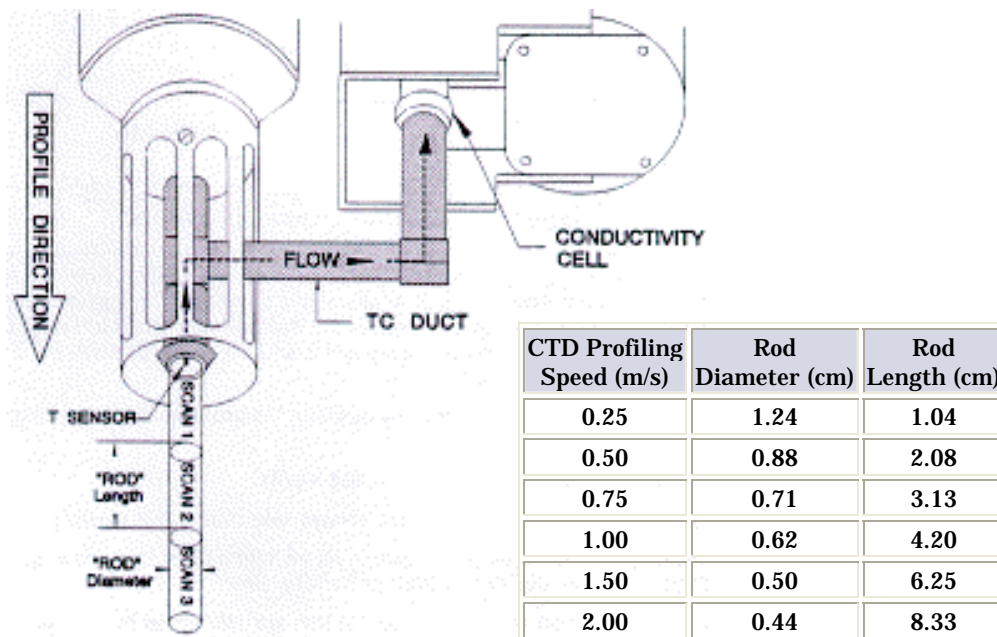 PROFILE DIRECTION
FLOW
CONDUCTIVITY
CELL
TC DUCT
T SENSOR
SCAN 1
"ROD"
Length
SCAN 2
"ROD"
Diameter
SCAN 3
CTD Profiling Speed (m/s) Rod Diameter (cm) Rod Length (cm)
0.25 1.24 1.04
0.50 0.88 2.08
0.75 0.71 3.13
1.00 0.62 4.20
1.50 0.50 6.25
2.00 0.44 8.33